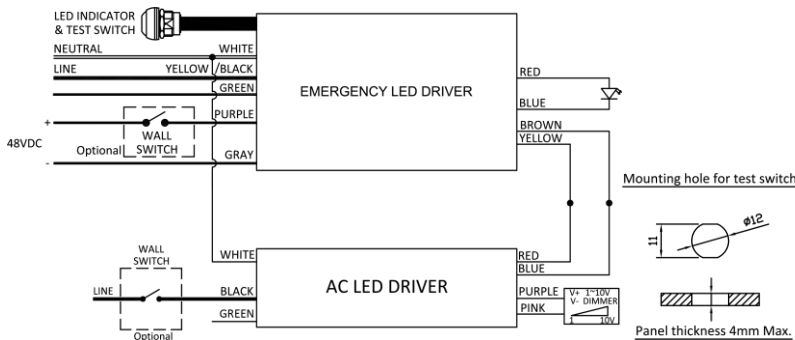 LED INDICATOR
& TEST SWITCH
NEUTRAL
WHITE
LINE
YELLOW /BLACK
GREEN
EMERGENCY LED DRIVER
RED
BLUE
+
PURPLE
48VDC
WALL
SWITCH
Optional
-
GRAY
BROWN
YELLOW
Mounting hole for test switch
11
ø12
WALL
SWITCH
WHITE
LINE
BLACK
GREEN
Optional
AC LED DRIVER
RED
BLUE
PURPLE
PINK
V+ 1~10V
V- DIMMER
1 10V
Panel thickness 4mm Max.